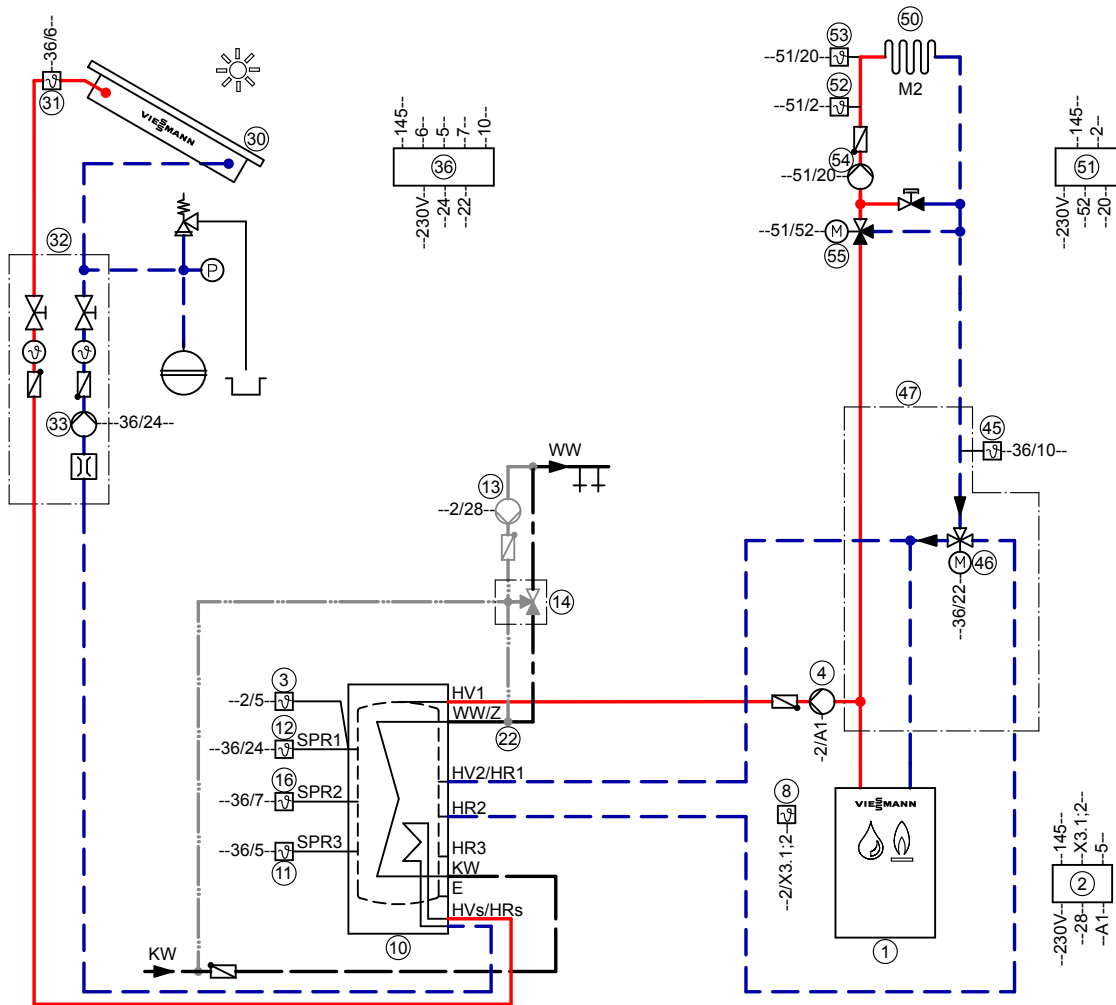 --36/6--
31
VIESSMANN
30
--145--
--6--
--5--
--7--
--10--
36
--230V--
--24--
--22--
50
53
--51/20--
52
--51/2--
M2
54
--51/20--
--51/52--
M
55
--145--
--2--
51
--230V--
--52--
--20--
32
P
33
----36/24--
47
45
--36/10--
WW
13
--2/28--
14
M
46
--36/22--
3
--2/5--
12
--36/24--
SPR1
16
--36/7--
SPR2
--36/5--
SPR3
11
HV1
WW/Z
22
HV2/HR1
HR2
HR3
KW
E
HVs/HRs
10
KW
4
-2/A1-
8
--2/X3.1;2--
VIESSMANN
1
--145--
--X3.1;2--
--5--
2
--230V--
--28--
--A1--